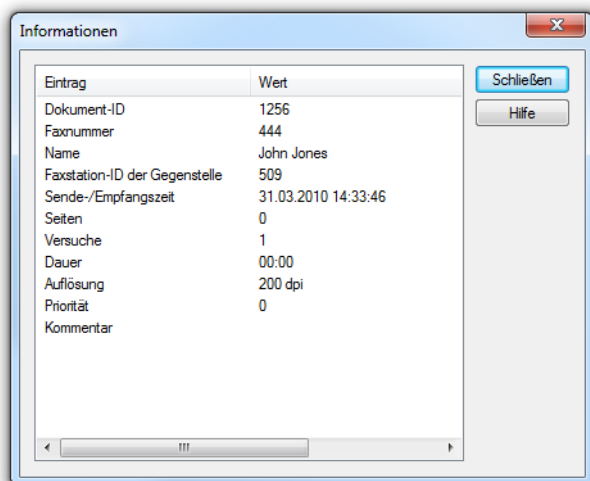 Informationen
Eintrag Wert
Schließen
Hilfe
Dokument-ID 1256
Faxnummer 444
Name John Jones
Faxstation-ID der Gegenstelle 509
Sende-/Empfangszeit 31.03.2010 14:33:46
Seiten 0
Versuche 1
Dauer 00:00
Auflösung 200 dpi
Priorität 0
Kommentar